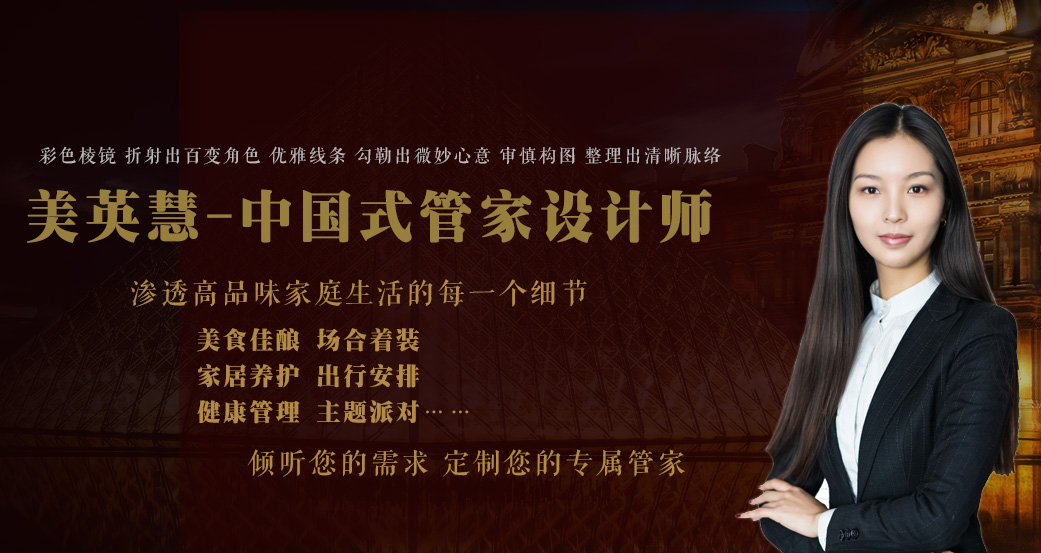 彩色棱镜 折射出百变角色 优雅线条 勾勒出微妙心意 审慎构图 整理出清晰脉络
美英慧-中国式管家设计师
渗透高品味家庭生活的每一个细节
美食佳酿 场合着装
家居养护 出行安排
健康管理 主题派对……
倾听您的需求 定制您的专属管家